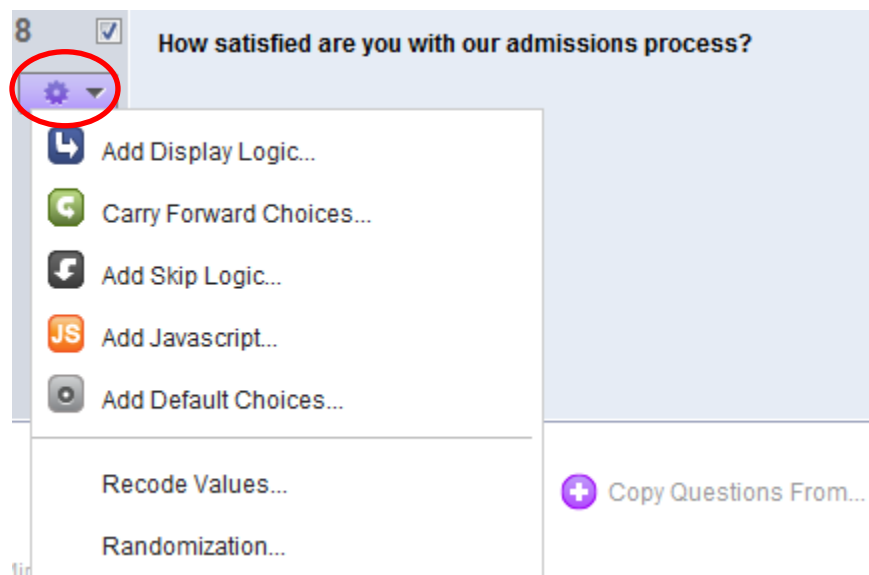 8
How satisfied are you with our admissions process?
Add Display Logic...
Carry Forward Choices...
Add Skip Logic...
JS Add Javascript...
Add Default Choices...
Recode Values...
Copy Questions From...
Randomization...